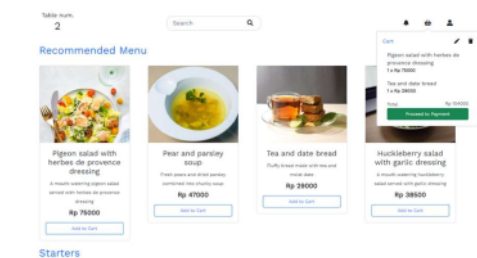 Table num.
2
Search
Cart
Pigeon salad with herbes de
provence dressing
1 x Rp 75000
Tea and date bread
1 x Rp 29000
Total
Rp 104000
Proceed to Payment
Recommended Menu
Pigeon salad with
herbes de provence
dressing
A mouth-watering pigeon salad
served with herbes de provence
dressing
Rp 75000
Add to Cart
Pear and parsley
soup
Fresh pears and dried parsley
combined into chunky soup
Rp 47000
Add to Cart
Tea and date bread
Fluffy bread made with tea and
moist date
Rp 29000
Add to Cart
Huckleberry salad
with garlic dressing
A mouth-watering huckleberry
salad served with garlic dressing
Rp 38500
Add to Cart
Starters